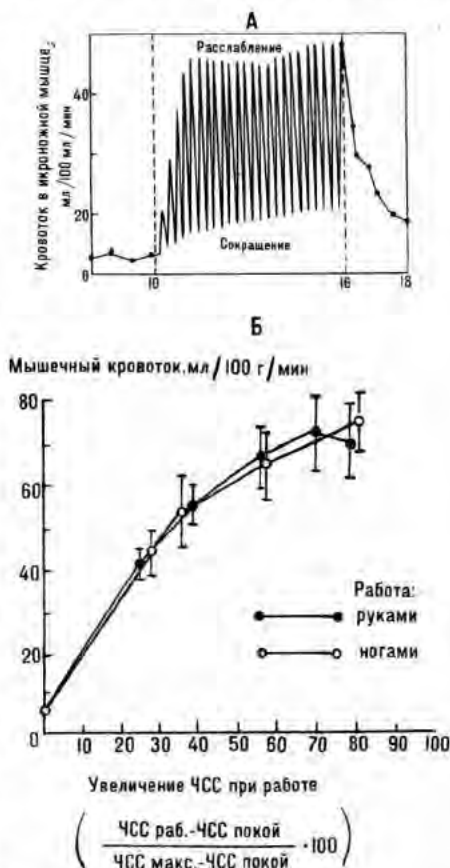 А
Кровоток в икроножной мышце,
мл/100 мл/мин
40
20
0
Расслабление
Сокращение
10
16
18
Б
Мышечный кровоток, мл/100 г/мин
80
60
40
20
0
Работа:
руками
ногами
10 20 30 40 50 60 70 80 90 100
Увеличение ЧСС при работе
ЧСС раб.-ЧСС покой
ЧСС макс.-ЧСС покой
·100